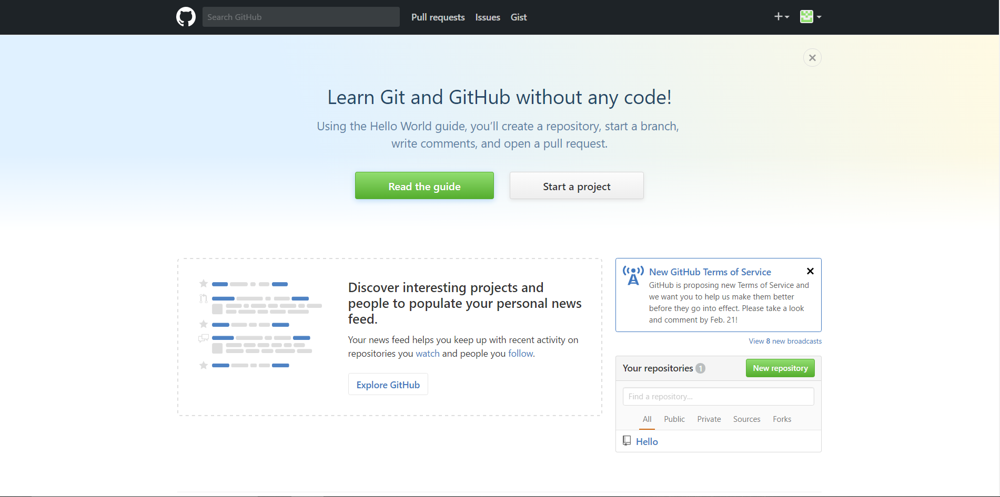 Search GitHub
Pull requests
Issues
Gist
Learn Git and GitHub without any code!
Using the Hello World guide, you’ll create a repository, start a branch,
write comments, and open a pull request.
Read the guide
Start a project
Discover interesting projects and
people to populate your personal news
feed.
Your news feed helps you keep up with recent activity on
repositories you watch and people you follow.
Explore GitHub
New GitHub Terms of Service
GitHub is proposing new Terms of Service and
we want you to help us make them better
before they go into effect. Please take a look
and comment by Feb. 21!
View 8 new broadcasts
Your repositories 1
New repository
Find a repository...
All
Public
Private
Sources
Forks
Hello